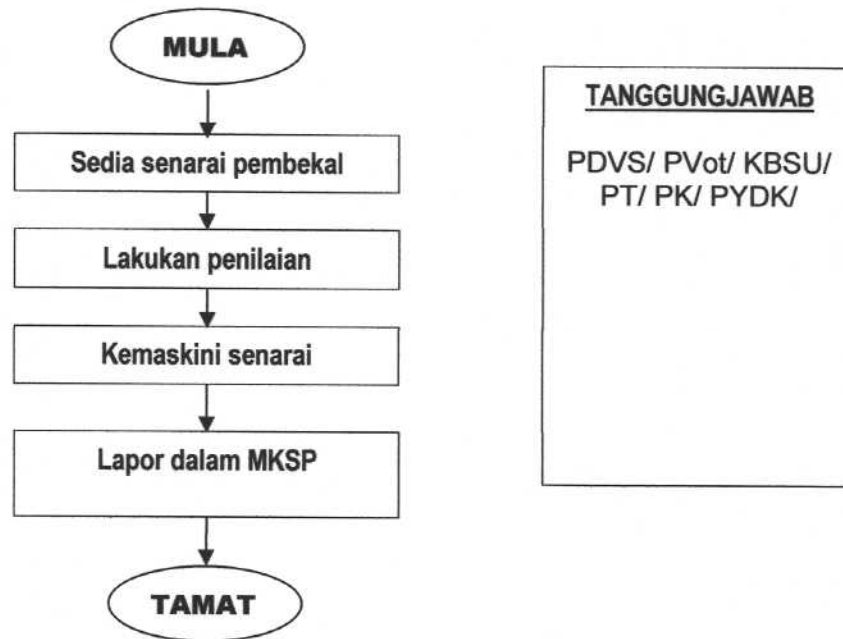 MULA
Sedia senarai pembekal
Lakukan penilaian
Kemaskini senarai
Lapor dalam MKSP
TAMAT
TANGGUNGJAWAB
PDVS/ PVot/ KBSU/
PT/ PK/ PYDK/